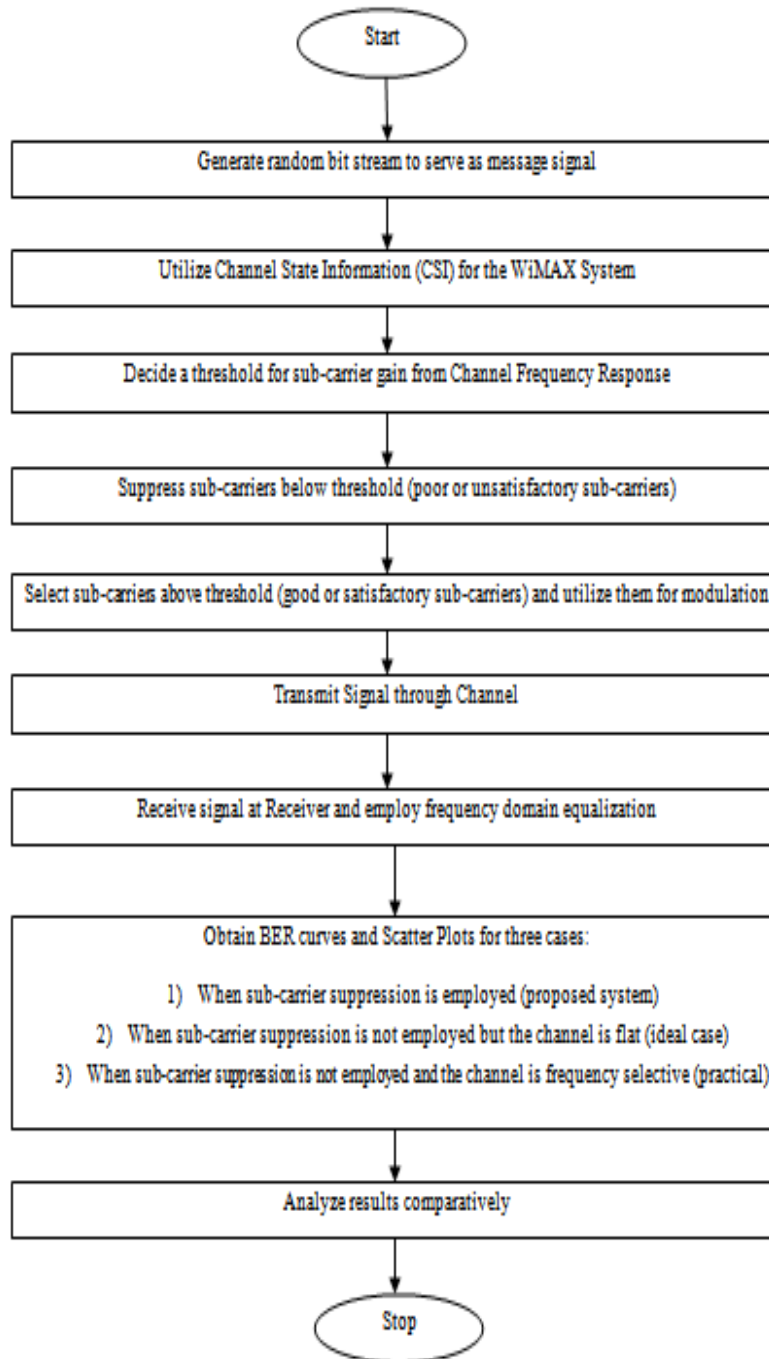 Start
Generate random bit stream to serve as message signal
Utilize Channel State Information (CSI) for the WiMAX System
Decide a threshold for sub-carrier gain from Channel Frequency Response
Suppress sub-carriers below threshold (poor or unsatisfactory sub-carriers)
Select sub-carriers above threshold (good or satisfactory sub-carriers) and utilize them for modulation
Transmit Signal through Channel
Receive signal at Receiver and employ frequency domain equalization
Obtain BER curves and Scatter Plots for three cases:
1) When sub-carrier suppression is employed (proposed system)
2) When sub-carrier suppression is not employed but the channel is flat (ideal case)
3) When sub-carrier suppression is not employed and the channel is frequency selective (practical)
Analyze results comparatively
Stop